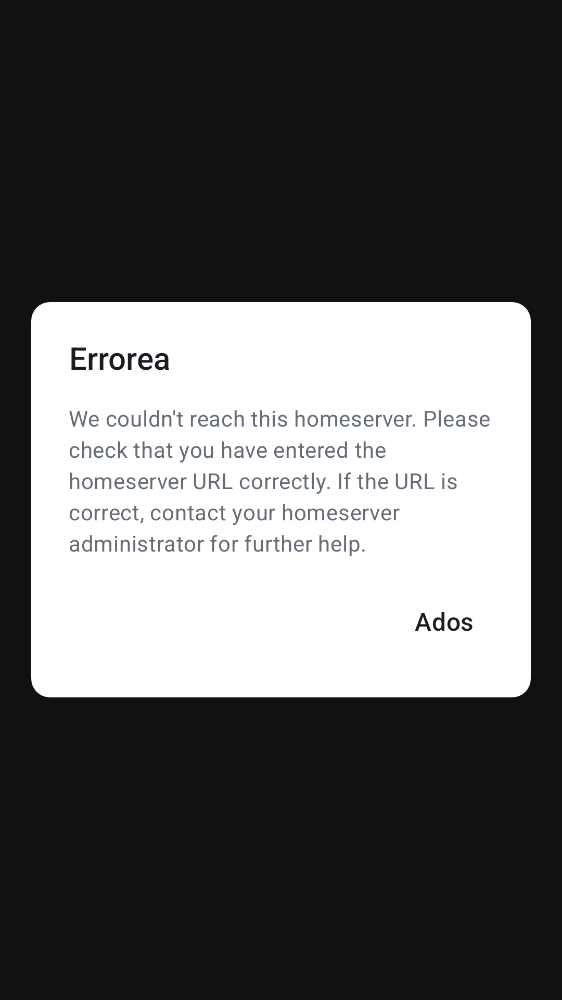 Errorea
We couldn't reach this homeserver. Please
check that you have entered the
homeserver URL correctly. If the URL is
correct, contact your homeserver
administrator for further help.
Ados